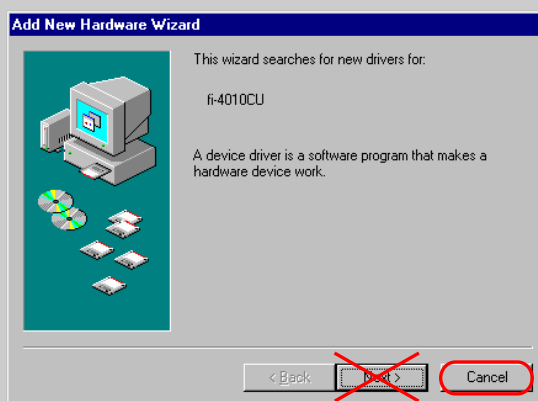 Add New Hardware Wizard
This wizard searches for new drivers for:
fi-4010CU
A device driver is a software program that makes a
hardware device work.
< Back
Next >
Cancel